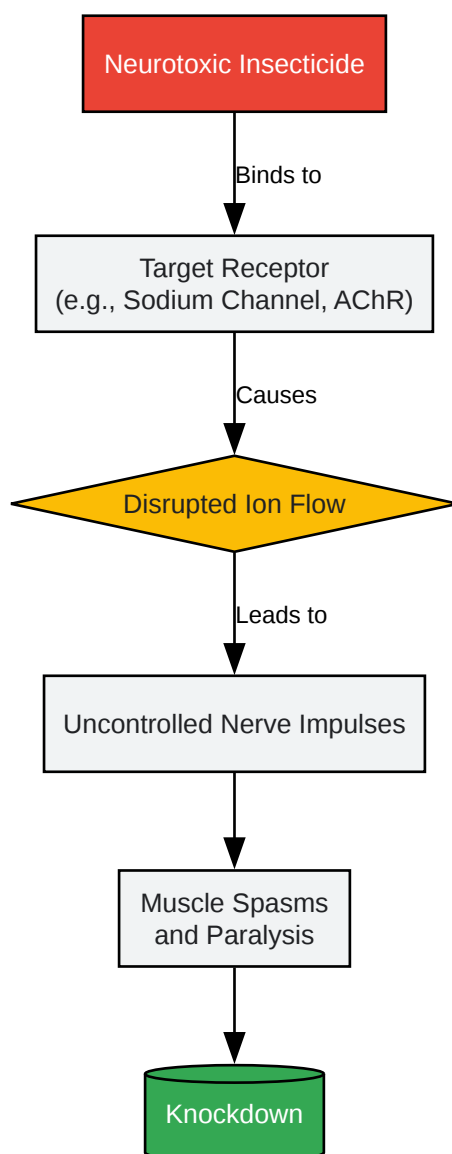 Neurotoxic Insecticide
Binds to
Target Receptor
(e.g., Sodium Channel, AChR)
Causes
Disrupted Ion Flow
Leads to
Uncontrolled Nerve Impulses
Muscle Spasms
and Paralysis
Knockdown